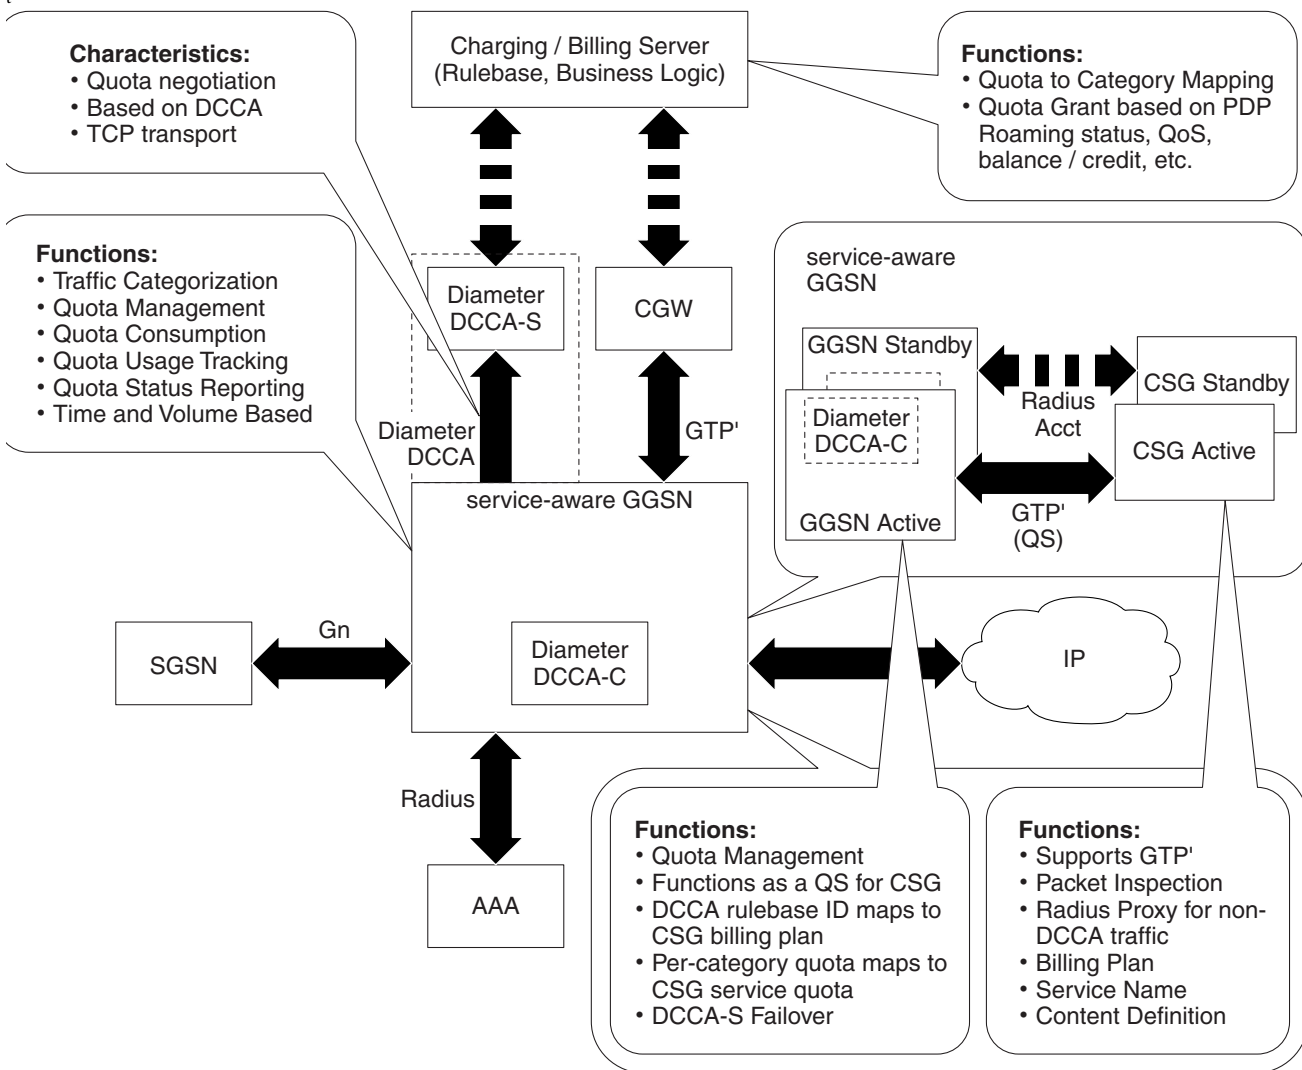 Characteristics:
• Quota negotiation
• Based on DCCA
• TCP transport
Charging / Billing Server
(Rulebase, Business Logic)
Functions:
• Quota to Category Mapping
• Quota Grant based on PDP
Roaming status, QoS,
balance / credit, etc.
Functions:
• Traffic Categorization
• Quota Management
• Quota Consumption
• Quota Usage Tracking
• Quota Status Reporting
• Time and Volume Based
Diameter
DCCA-S
CGW
Diameter
DCCA
GTP'
service-aware
GGSN
GGSN Standby
Diameter
DCCA-C
GGSN Active
Radius
Acct
GTP'
(QS)
CSG Standby
CSG Active
service-aware GGSN
SGSN
Gn
Diameter
DCCA-C
IP
Radius
AAA
Functions:
• Quota Management
• Functions as a QS for CSG
• DCCA rulebase ID maps to
CSG billing plan
• Per-category quota maps to
CSG service quota
• DCCA-S Failover
Functions:
• Supports GTP'
• Packet Inspection
• Radius Proxy for non-
DCCA traffic
• Billing Plan
• Service Name
• Content Definition